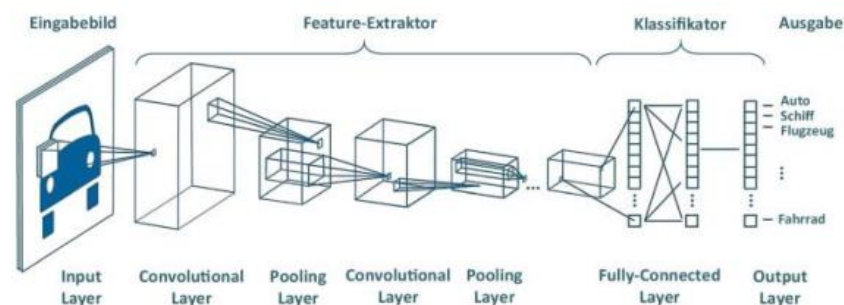 Eingabebild Feature-Extraktor Klassifikator Ausgabe
Auto
Schiff
Flugzeug
...
...
Fahrrad
Input Layer
Convolutional Layer
Pooling Layer
Convolutional Layer
Pooling Layer
Fully-Connected Layer
Output Layer